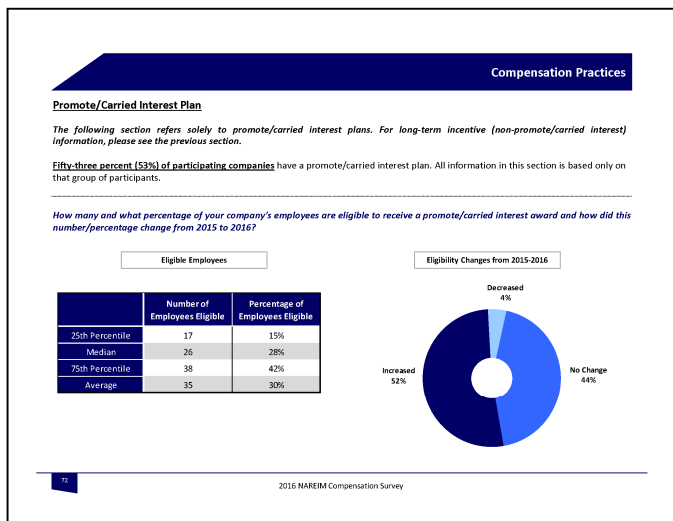 Compensation Practices
Promote/Carried Interest Plan
The following section refers solely to promote/carried interest plans. For long-term incentive (non-promote/carried interest)
information, please see the previous section.
Fifty-three percent (53%) of participating companies have a promote/carried interest plan. All information in this section is based only on
that group of participants.
How many and what percentage of your company's employees are eligible to receive a promote/carried interest award and how did this
number/percentage change from 2015 to 2016?
Eligible Employees
Number of Percentage of
Employees Eligible Employees Eligible
25th Percentile 17 15%
Median 26 28%
75th Percentile 38 42%
Average 35 30%
Eligibility Changes from 2015-2016
Decreased
4%
Increased
52%
No Change
44%
72
2016 NAREIM Compensation Survey